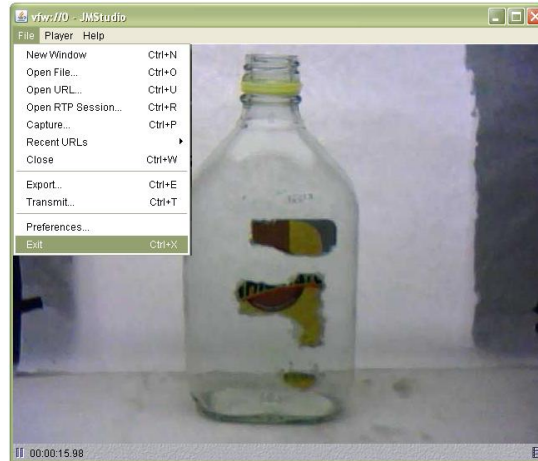 vfw://0 - JMStudio
File Player Help
New Window Ctrl+N
Open File... Ctrl+O
Open URL... Ctrl+U
Open RTP Session... Ctrl+R
Capture... Ctrl+P
Recent URLs
Close Ctrl+W
Export... Ctrl+E
Transmit... Ctrl+T
Preferences...
Exit Ctrl+X
00:00:15.98